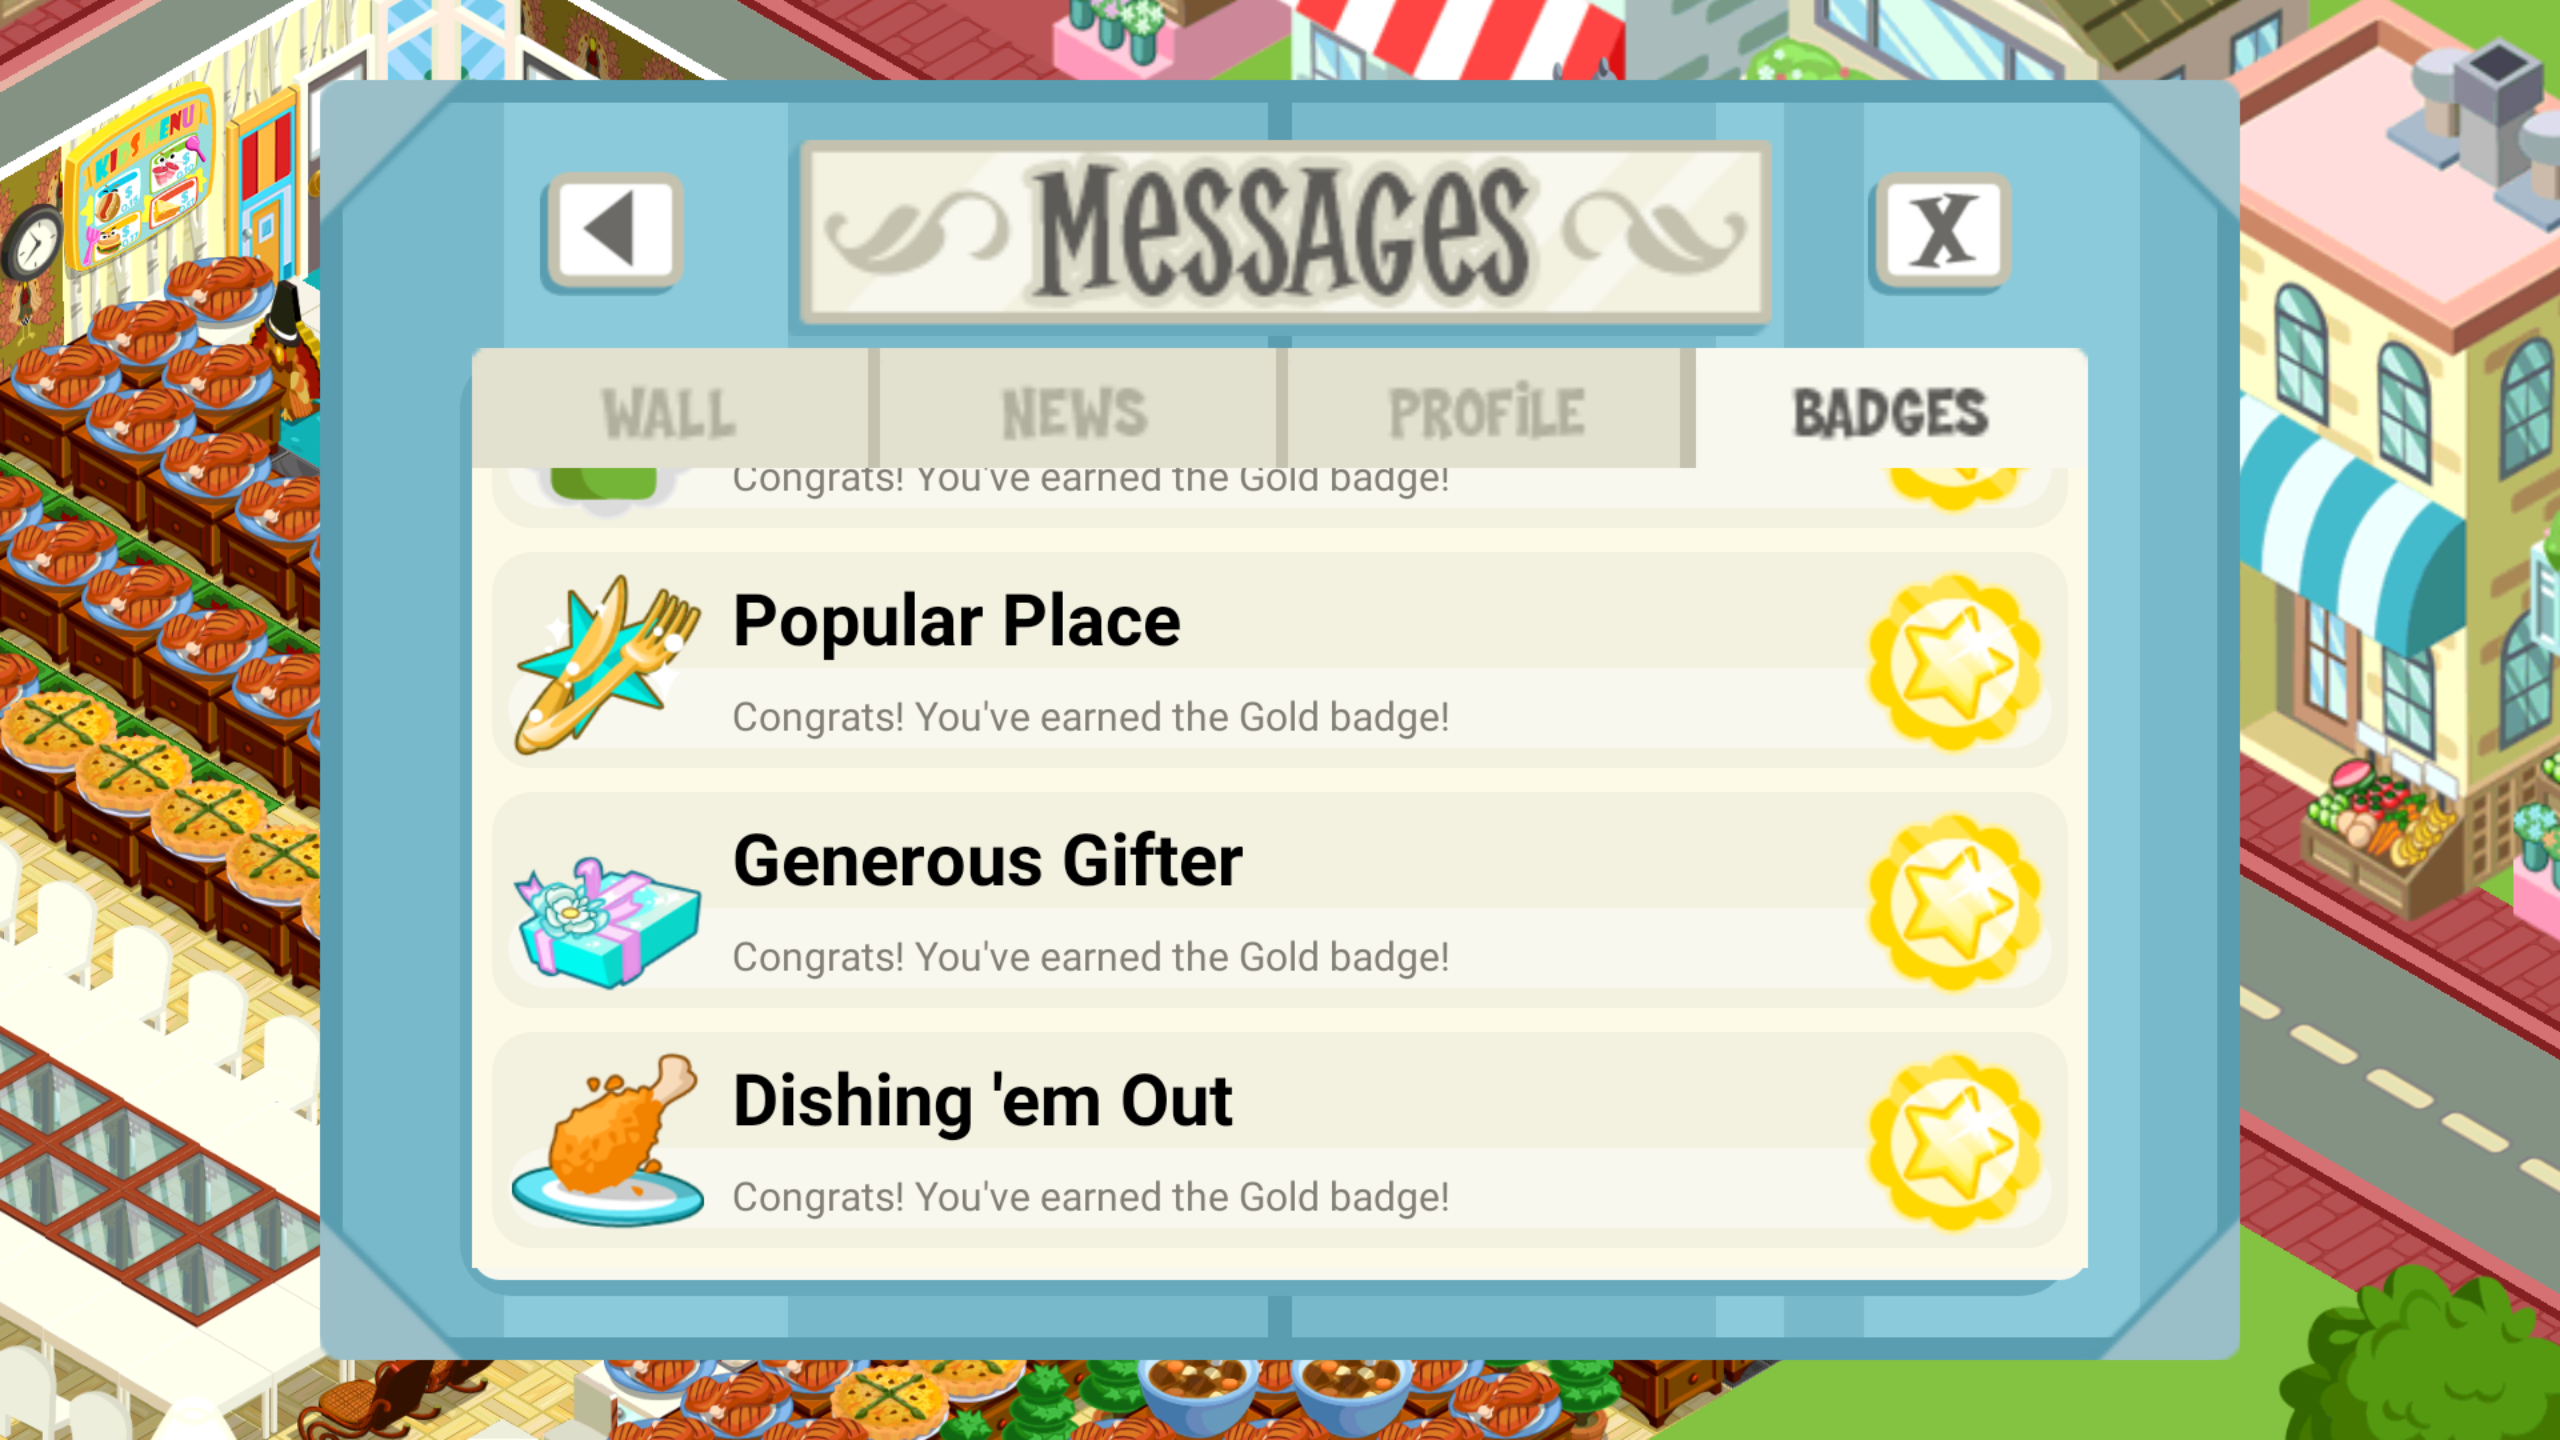 KIDS MENU
MESSAGES
X
WALL
NEWS
PROFILE
BADGES
Congrats! You've earned the Gold badge!
Popular Place
Congrats! You've earned the Gold badge!
Generous Gifter
Congrats! You've earned the Gold badge!
Dishing 'em Out
Congrats! You've earned the Gold badge!